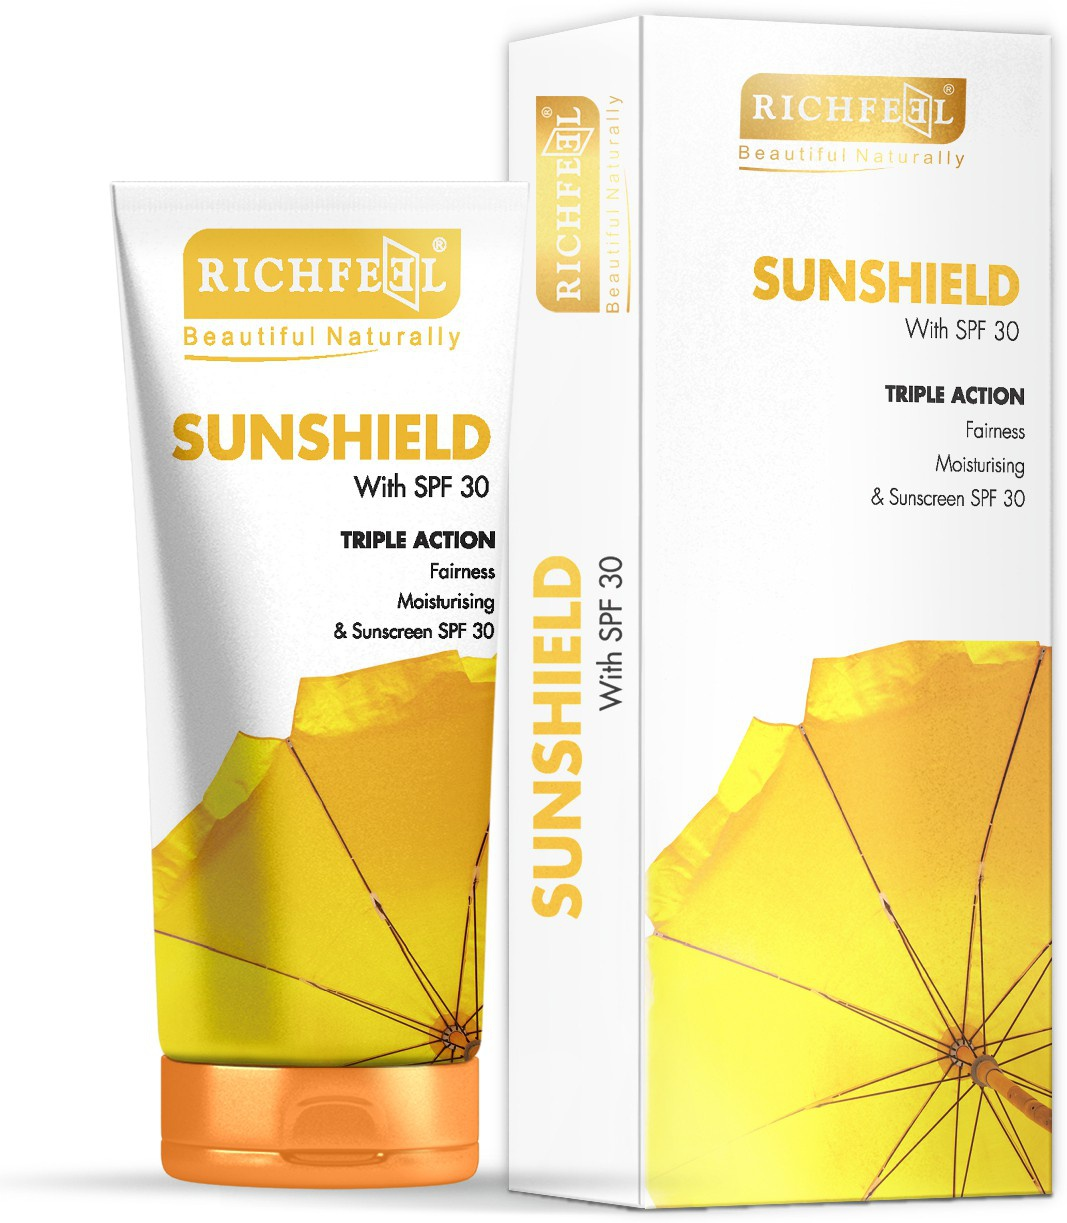 RICHFEEL®
Beautiful Naturally
SUNSHIELD
With SPF 30
TRIPLE ACTION
Fairness
Moisturising
& Sunscreen SPF 30
RICHFEEL®
Beautiful Naturally
SUNSHIELD
With SPF 30
RICHFEEL®
Beautiful Naturally
SUNSHIELD
With SPF 30
TRIPLE ACTION
Fairness
Moisturising
& Sunscreen SPF 30